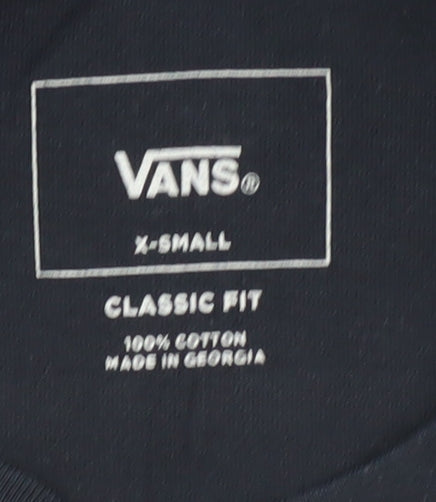 VANS®
X-SMALL
CLASSIC FIT
100% COTTON
MADE IN GEORGIA